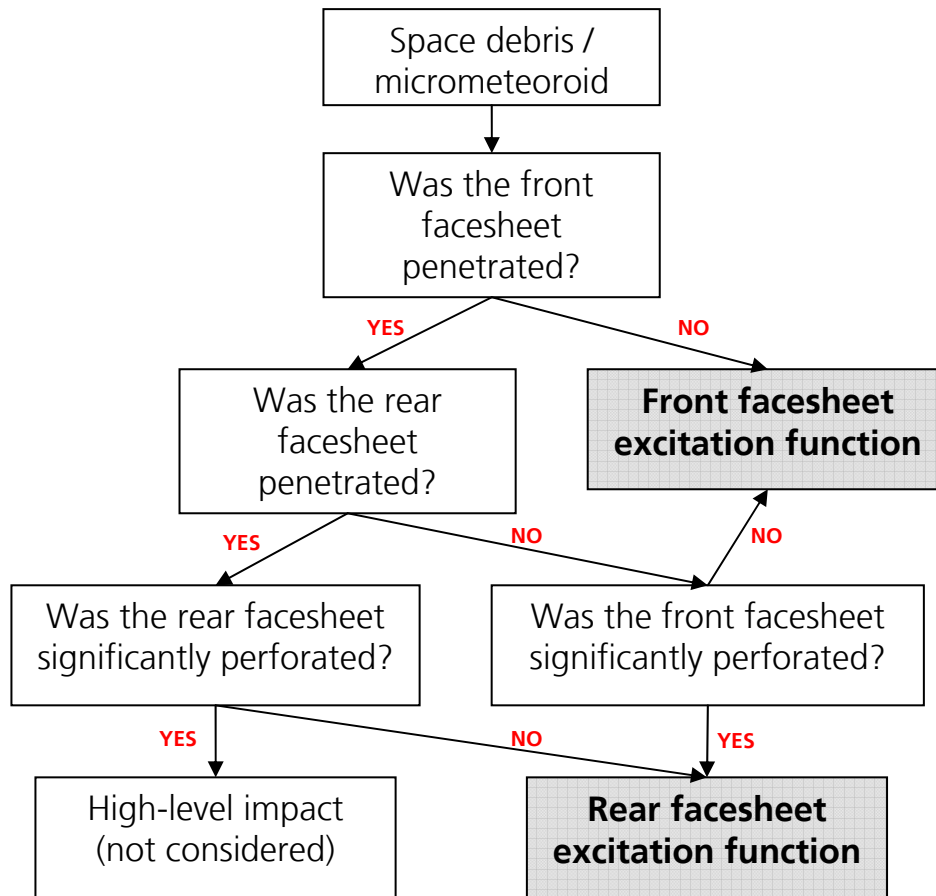 Space debris /
micrometeoroid
Was the front
facesheet
penetrated?
YES
NO
Was the rear
facesheet
penetrated?
Front facesheet
excitation function
YES
NO
NO
Was the rear facesheet
significantly perforated?
Was the front facesheet
significantly perforated?
YES
NO
YES
High-level impact
(not considered)
Rear facesheet
excitation function